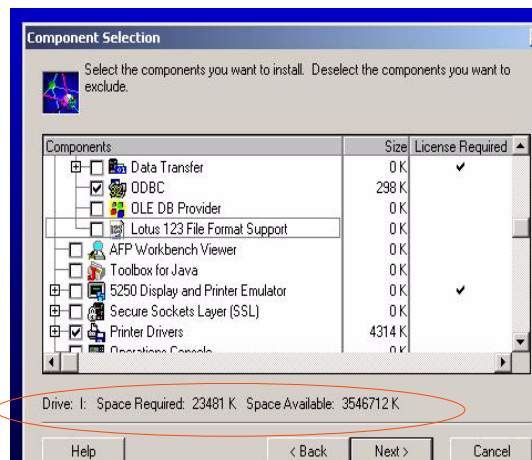 Component Selection
Select the components you want to install. Deselect the components you want to
exclude.
Components Size License Required
Data Transfer 0 K
ODBC 298 K
OLE DB Provider 0 K
Lotus 123 File Format Support 0 K
AFP Workbench Viewer 0 K
Toolbox for Java 0 K
5250 Display and Printer Emulator 0 K
Secure Sockets Layer (SSL) 0 K
Printer Drivers 4314 K
Operations Console 0 K
Drive: I: Space Required: 23481 K Space Available: 3546712 K
Help < Back Next > Cancel